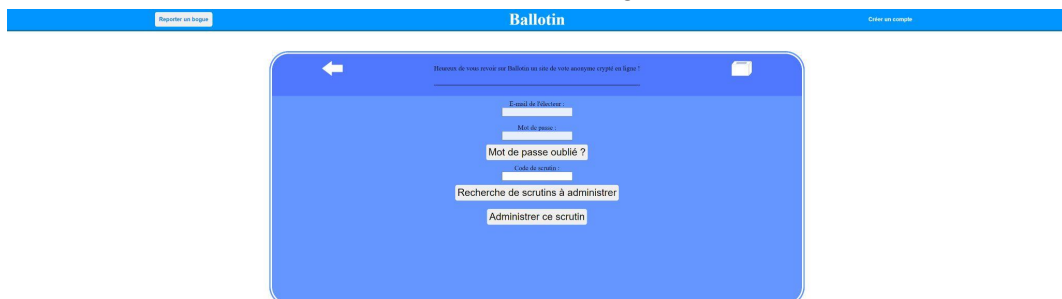 Reporter un bogue
Ballotin
Créer un compte
Heureux de vous revoir sur Ballotin un site de vote anonyme crypté en ligne !
E-mail de l'électeur :
Mot de passe :
Mot de passe oublié ?
Code de scrutin :
Recherche de scrutins à administrer
Administrer ce scrutin